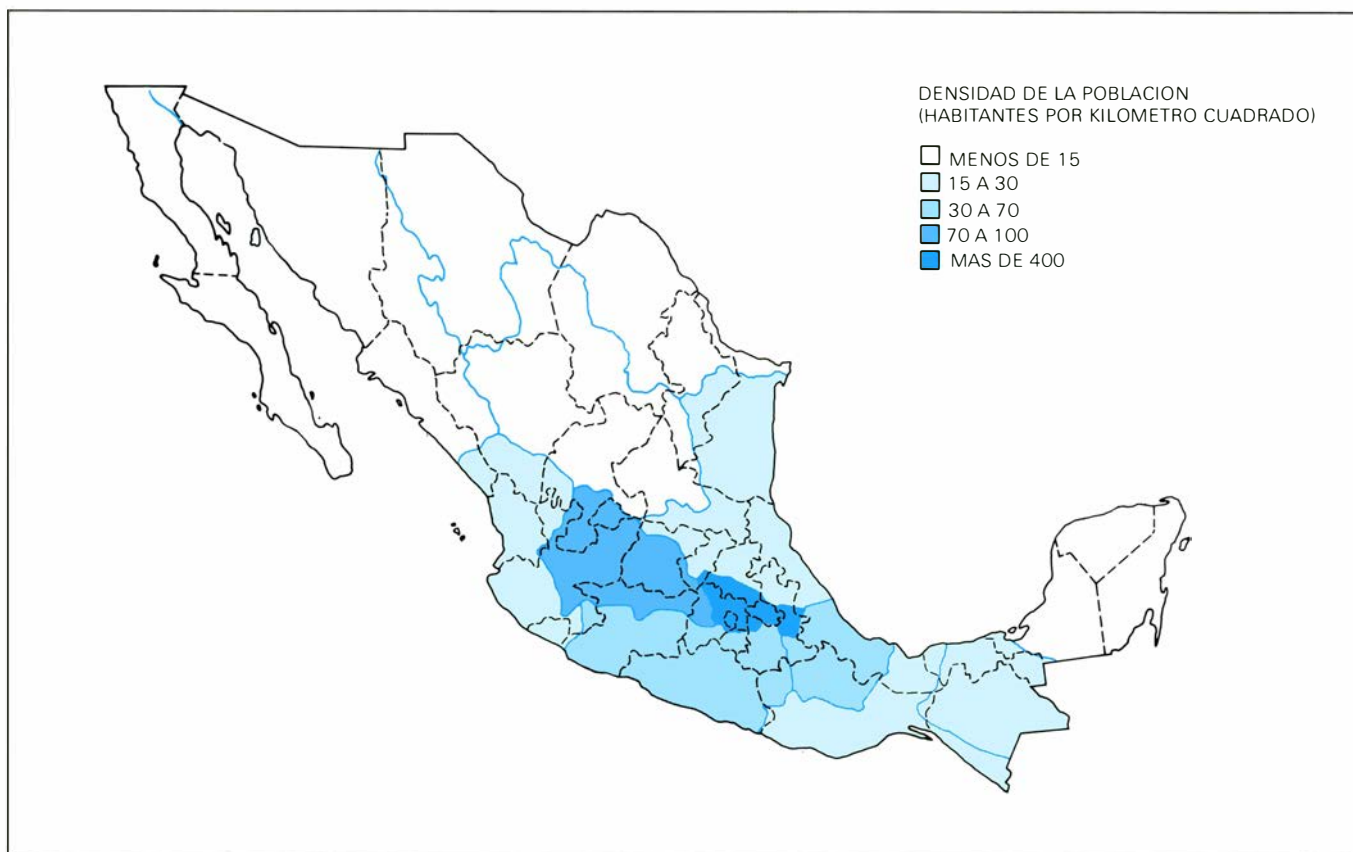 DENSIDAD DE LA POBLACION
(HABITANTES POR KILOMETRO CUADRADO)
MENOS DE 15
15 A 30
30 A 70
70 A 100
MAS DE 400